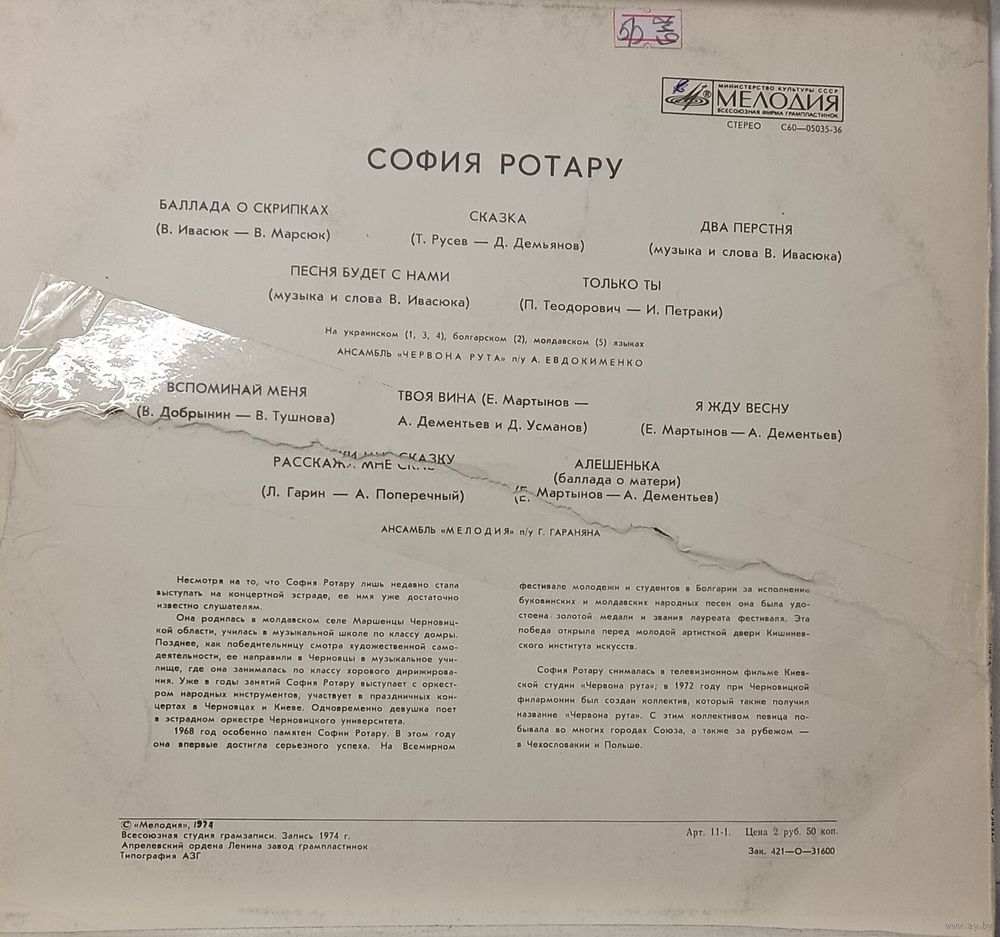 МИНИСТЕРСТВО КУЛЬТУРЫ СССР
МЕЛОДИЯ
ВСЕСОЮЗНАЯ ФИРМА ГРАМПЛАСТИНОК
СТЕРЕО С60—05035-36
СОФИЯ РОТАРУ
БАЛЛАДА О СКРИПКАХ
(В. Ивасюк — В. Марсюк)
СКАЗКА
(Т. Русев — Д. Демьянов)
ДВА ПЕРСТНЯ
(музыка и слова В. Ивасюка)
ПЕСНЯ БУДЕТ С НАМИ
(музыка и слова В. Ивасюка)
ТОЛЬКО ТЫ
(П. Теодорович — И. Петраки)
На украинском (1, 3, 4), болгарском (2), молдавском (5) языках
АНСАМБЛЬ «ЧЕРВОНА РУТА» п/у А. ЕВДОКИМЕНКО
ВСПОМИНАЙ МЕНЯ
(В. Добрынин — В. Тушнова)
ТВОЯ ВИНА (Е. Мартынов —
А. Дементьев и Д. Усманов)
Я ЖДУ ВЕСНУ
(Е. Мартынов — А. Дементьев)
РАССКАЖИ МНЕ СКАЗКУ
(Л. Гарин — А. Поперечный)
АЛЕШЕНЬКА
(баллада о матери)
(Е. Мартынов — А. Дементьев)
АНСАМБЛЬ «МЕЛОДИЯ» п/у Г. ГАРАНЯНА
Несмотря на то, что София Ротару лишь недавно стала
выступать на концертной эстраде, ее имя уже достаточно
известно слушателям.
Она родилась в молдавском селе Маршенцы Черновиц-
кой области, училась в музыкальной школе по классу домры.
Позднее, как победительницу смотра художественной само-
деятельности, ее направили в Черновцы в музыкальное учи-
лище, где она занималась по классу хорового дирижирова-
ния. Уже в годы занятий София Ротару выступает с оркест-
ром народных инструментов, участвует в праздничных кон-
цертах в Черновцах и Киеве. Одновременно девушка поет
в эстрадном оркестре Черновицкого университета.
1968 год особенно памятен Софии Ротару. В этом году
она впервые достигла серьезного успеха. На Всемирном
фестивале молодежи и студентов в Болгарии за исполнение
буковинских и молдавских народных песен она была удо-
стоена золотой медали и звания лауреата фестиваля. Эта
победа открыла перед молодой артисткой двери Кишинев-
ского института искусств.
София Ротару снималась в телевизионном фильме Киев-
ской студии «Червона рута»; в 1972 году при Черновицкой
филармонии был создан коллектив, который также получил
название «Червона рута». С этим коллективом певица по-
бывала во многих городах Союза, а также за рубежом —
в Чехословакии и Польше.
© «Мелодия», 1974
Всесоюзная студия грамзаписи. Запись 1974 г.
Апрелевский ордена Ленина завод грампластинок
Типография АЗГ
Арт. 11-1. Цена 2 руб. 50 коп.
Зак. 421—О—31600
www.ay.by